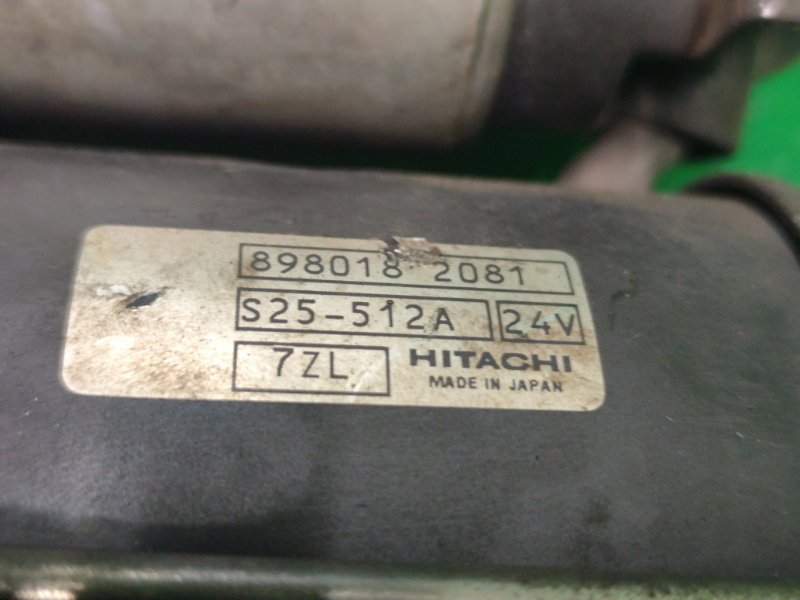 898018 2081
S25-512A 24V
7ZL HITACHI
MADE IN JAPAN